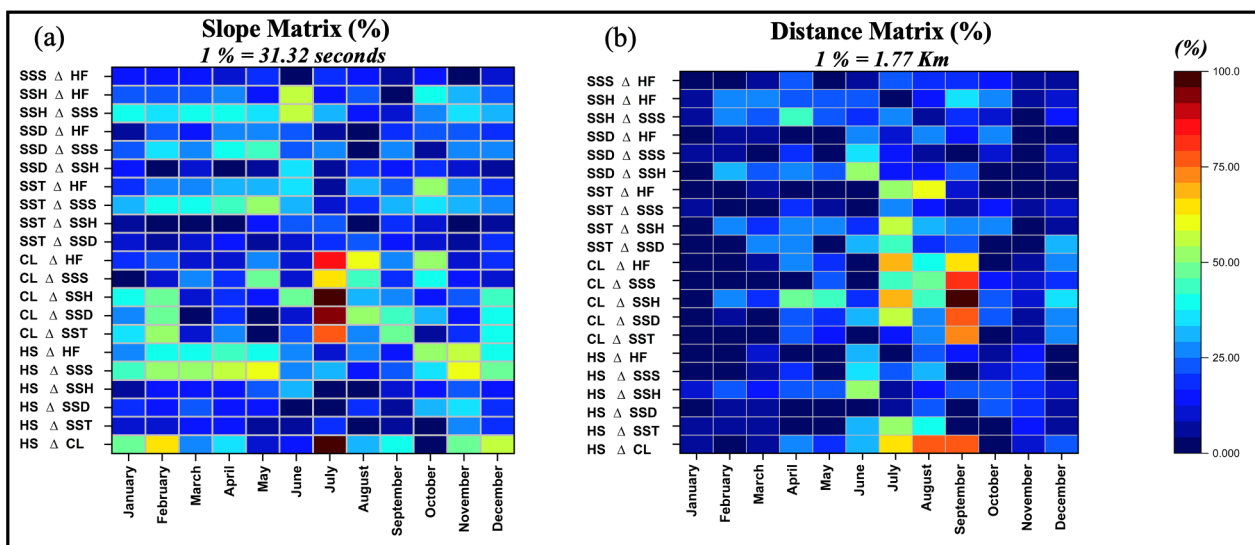 (a)
Slope Matrix (%)
1 % = 31.32 seconds
SSS Δ HF
SSH Δ HF
SSH Δ SSS
SSD Δ HF
SSD Δ SSS
SSD Δ SSH
SST Δ HF
SST Δ SSS
SST Δ SSH
SST Δ SSD
CL Δ HF
CL Δ SSS
CL Δ SSH
CL Δ SSD
CL Δ SST
HS Δ HF
HS Δ SSS
HS Δ SSH
HS Δ SSD
HS Δ SST
HS Δ CL
January
February
March
April
May
June
July
August
September
October
November
December
(b)
Distance Matrix (%)
1 % = 1.77 Km
SSS Δ HF
SSH Δ HF
SSH Δ SSS
SSD Δ HF
SSD Δ SSS
SSD Δ SSH
SST Δ HF
SST Δ SSS
SST Δ SSH
SST Δ SSD
CL Δ HF
CL Δ SSS
CL Δ SSH
CL Δ SSD
CL Δ SST
HS Δ HF
HS Δ SSS
HS Δ SSH
HS Δ SSD
HS Δ SST
HS Δ CL
January
February
March
April
May
June
July
August
September
October
November
December
(%)
100.0
75.00
50.00
25.00
0.000